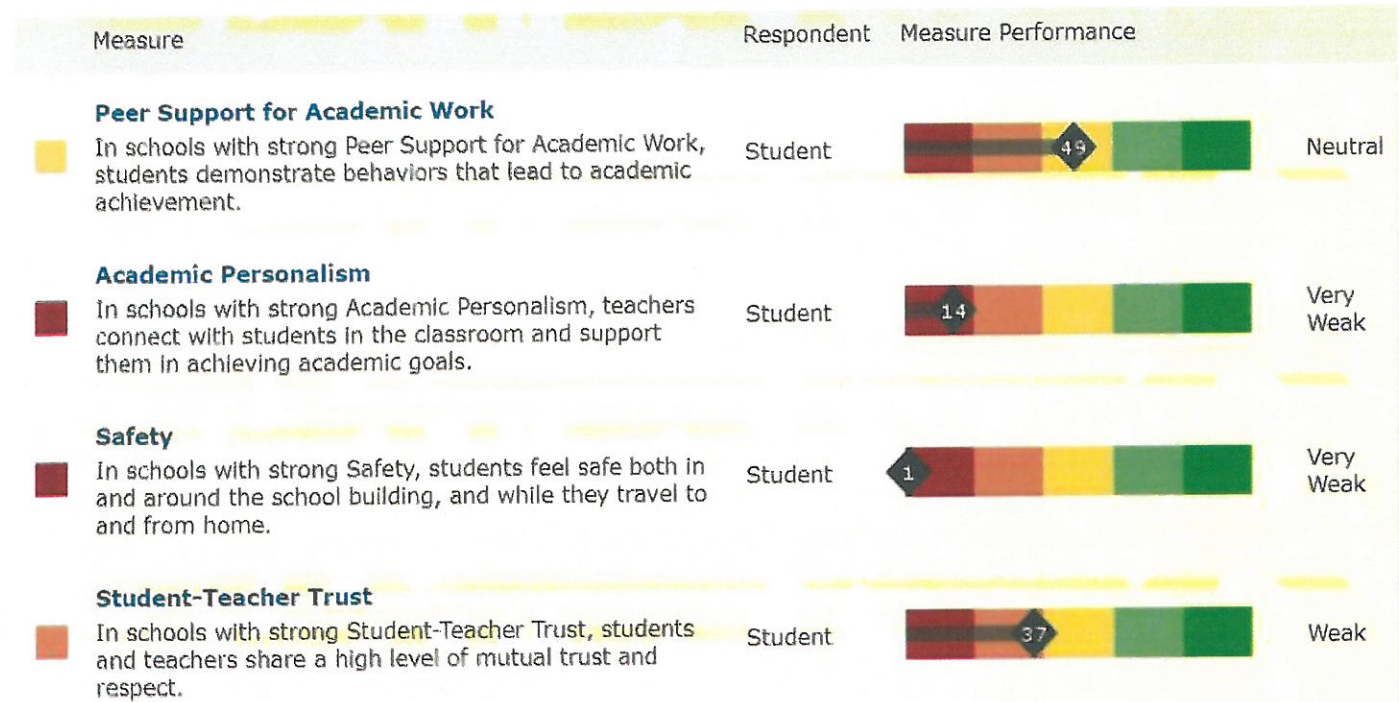 Measure Respondent Measure Performance
Peer Support for Academic Work
In schools with strong Peer Support for Academic Work,
students demonstrate behaviors that lead to academic
achievement.
Student
49
Neutral
Academic Personalism
In schools with strong Academic Personalism, teachers
connect with students in the classroom and support
them in achieving academic goals.
Student
14
Very
Weak
Safety
In schools with strong Safety, students feel safe both in
and around the school building, and while they travel to
and from home.
Student
1
Very
Weak
Student-Teacher Trust
In schools with strong Student-Teacher Trust, students
and teachers share a high level of mutual trust and
respect.
Student
37
Weak